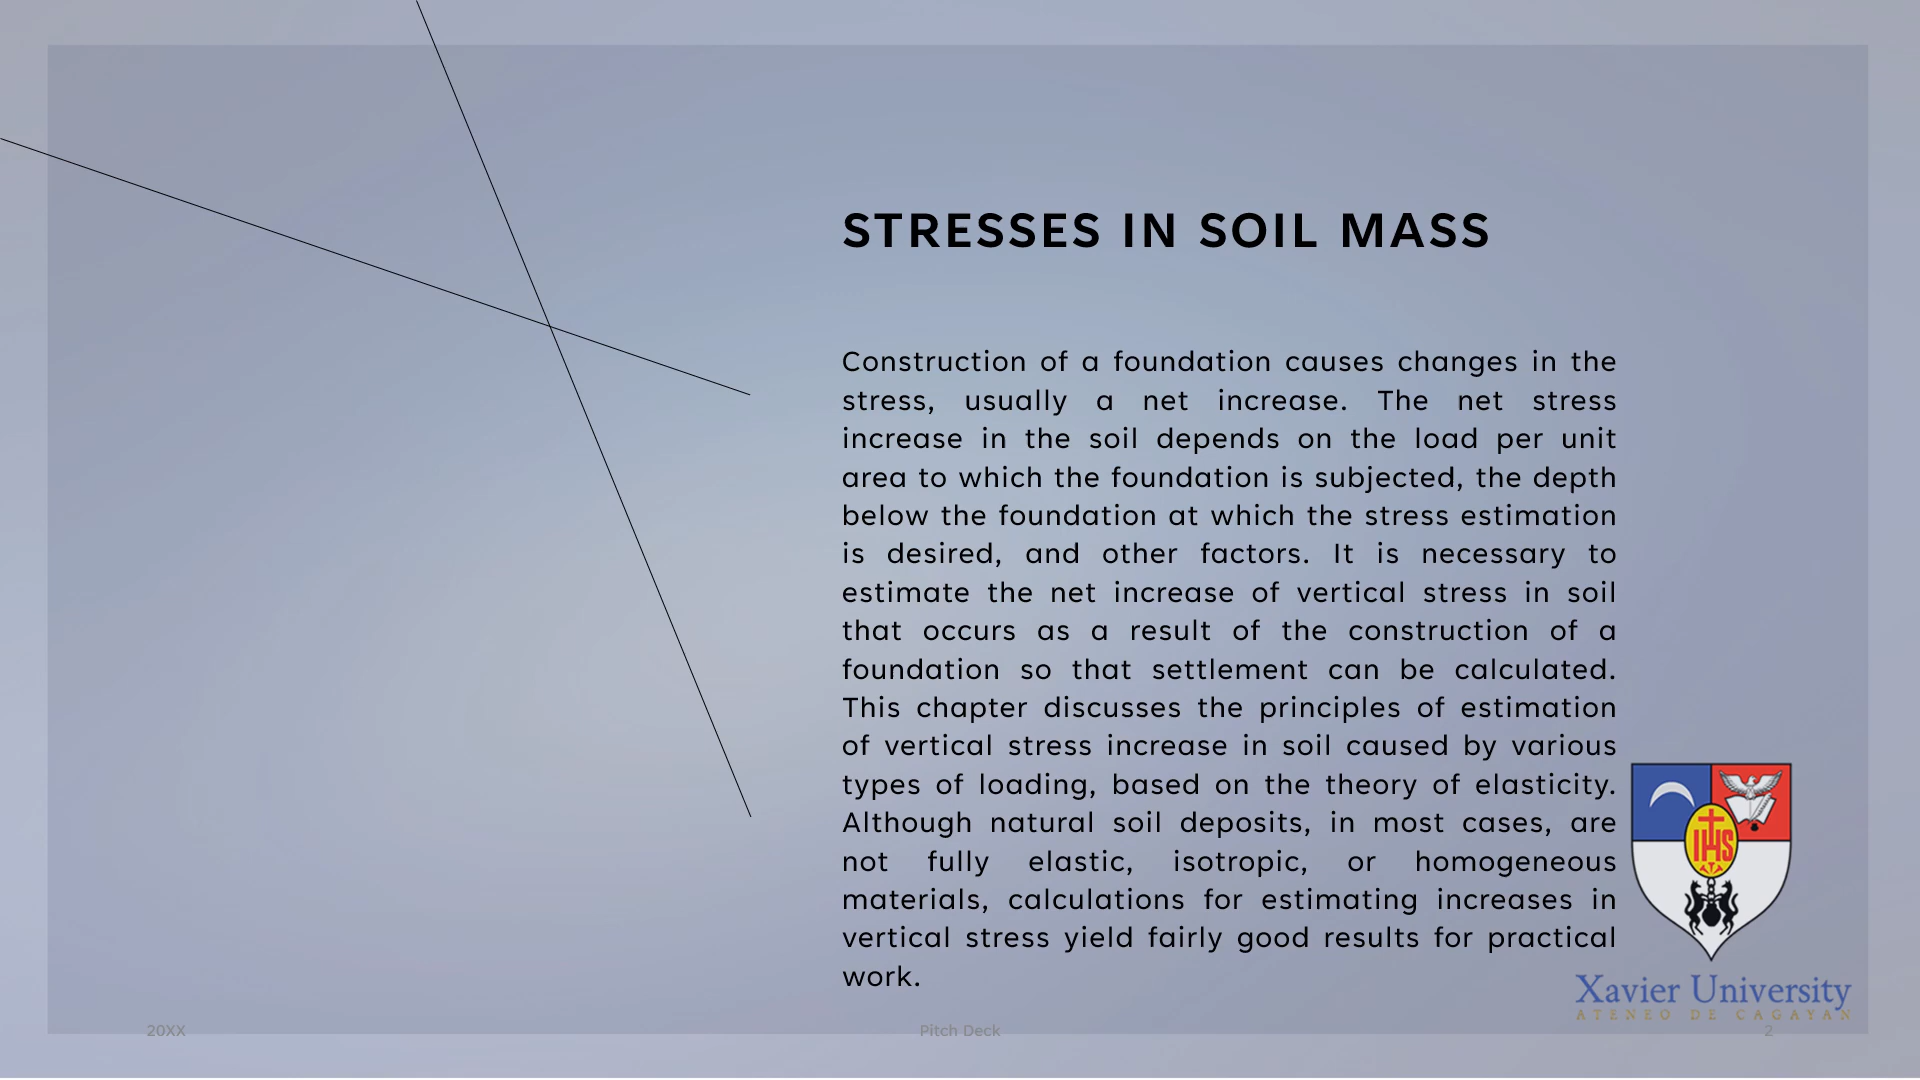 STRESSES IN SOIL MASS
Construction of a foundation causes changes in the
stress, usually a net increase. The net stress
increase in the soil depends on the load per unit
area to which the foundation is subjected, the depth
below the foundation at which the stress estimation
is desired, and other factors. It is necessary to
estimate the net increase of vertical stress in soil
that occurs as a result of the construction of a
foundation so that settlement can be calculated.
This chapter discusses the principles of estimation
of vertical stress increase in soil caused by various
types of loading, based on the theory of elasticity.
Although natural soil deposits, in most cases, are
not fully elastic, isotropic, or homogeneous
materials, calculations for estimating increases in
vertical stress yield fairly good results for practical
work.
IHS
Xavier University
ATENEO DE CAGAYAN
20XX
Pitch Deck
2